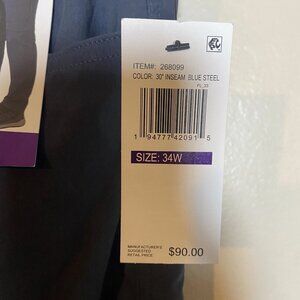 ITEM#: 268099
COLOR: 30" INSEAM BLUE STEEL
FL_23
1 94777 42091 5
SIZE: 34W
MANUFACTURER'S
SUGGESTED
RETAIL PRICE
$90.00